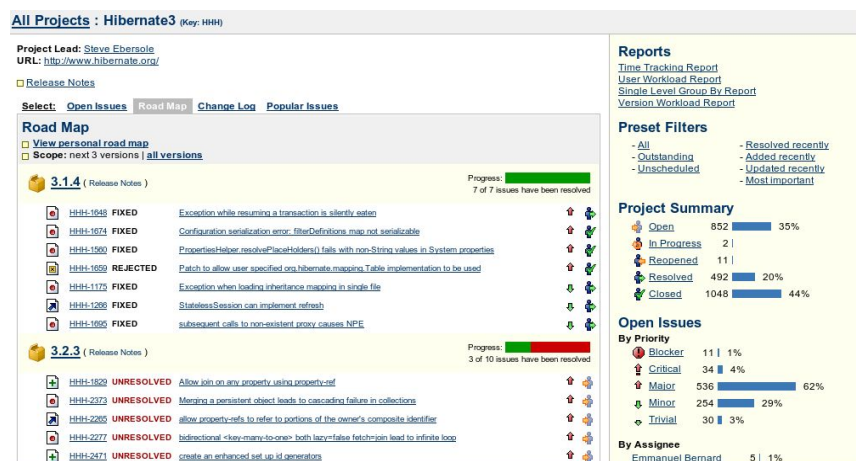 All Projects : Hibernate3 (Key: HHH)
Project Lead: Steve Ebersole
URL: http://www.hibernate.org/
Release Notes
Select: Open Issues Road Map Change Log Popular Issues
Road Map
View personal road map
Scope: next 3 versions | all versions
3.1.4 ( Release Notes )
Progress:
7 of 7 issues have been resolved
HHH-1648 FIXED Exception while resuming a transaction is silently eaten
HHH-1674 FIXED Configuration serialization error: filterDefinitions map not serializable
HHH-1560 FIXED PropertiesHelper.resolvePlaceHolders() fails with non-String values in System properties
HHH-1659 REJECTED Patch to allow user specified org.hibernate.mapping.Table implementation to be used
HHH-1175 FIXED Exception when loading inheritance mapping in single file
HHH-1266 FIXED StatelessSession can implement refresh
HHH-1695 FIXED subsequent calls to non-existent proxy causes NPE
3.2.3 ( Release Notes )
Progress:
3 of 10 issues have been resolved
HHH-1829 UNRESOLVED Allow join on any property using property-ref
HHH-2373 UNRESOLVED Merging a persistent object leads to cascading failure in collections
HHH-2265 UNRESOLVED allow property-refs to refer to portions of the owner's composite identifier
HHH-2277 UNRESOLVED bidirectional <key-many-to-one> both lazy=false fetch=join lead to infinite loop
HHH-2471 UNRESOLVED create an enhanced set up id generators
Reports
Time Tracking Report
User Workload Report
Single Level Group By Report
Version Workload Report
Preset Filters
- All - Resolved recently
- Outstanding - Added recently
- Unscheduled - Updated recently
- Most important
Project Summary
Open 852 35%
In Progress 2
Reopened 11
Resolved 492 20%
Closed 1048 44%
Open Issues
By Priority
Blocker 11 1%
Critical 34 4%
Major 536 62%
Minor 254 29%
Trivial 30 3%
By Assignee
Emmanuel Bernard 5 1%